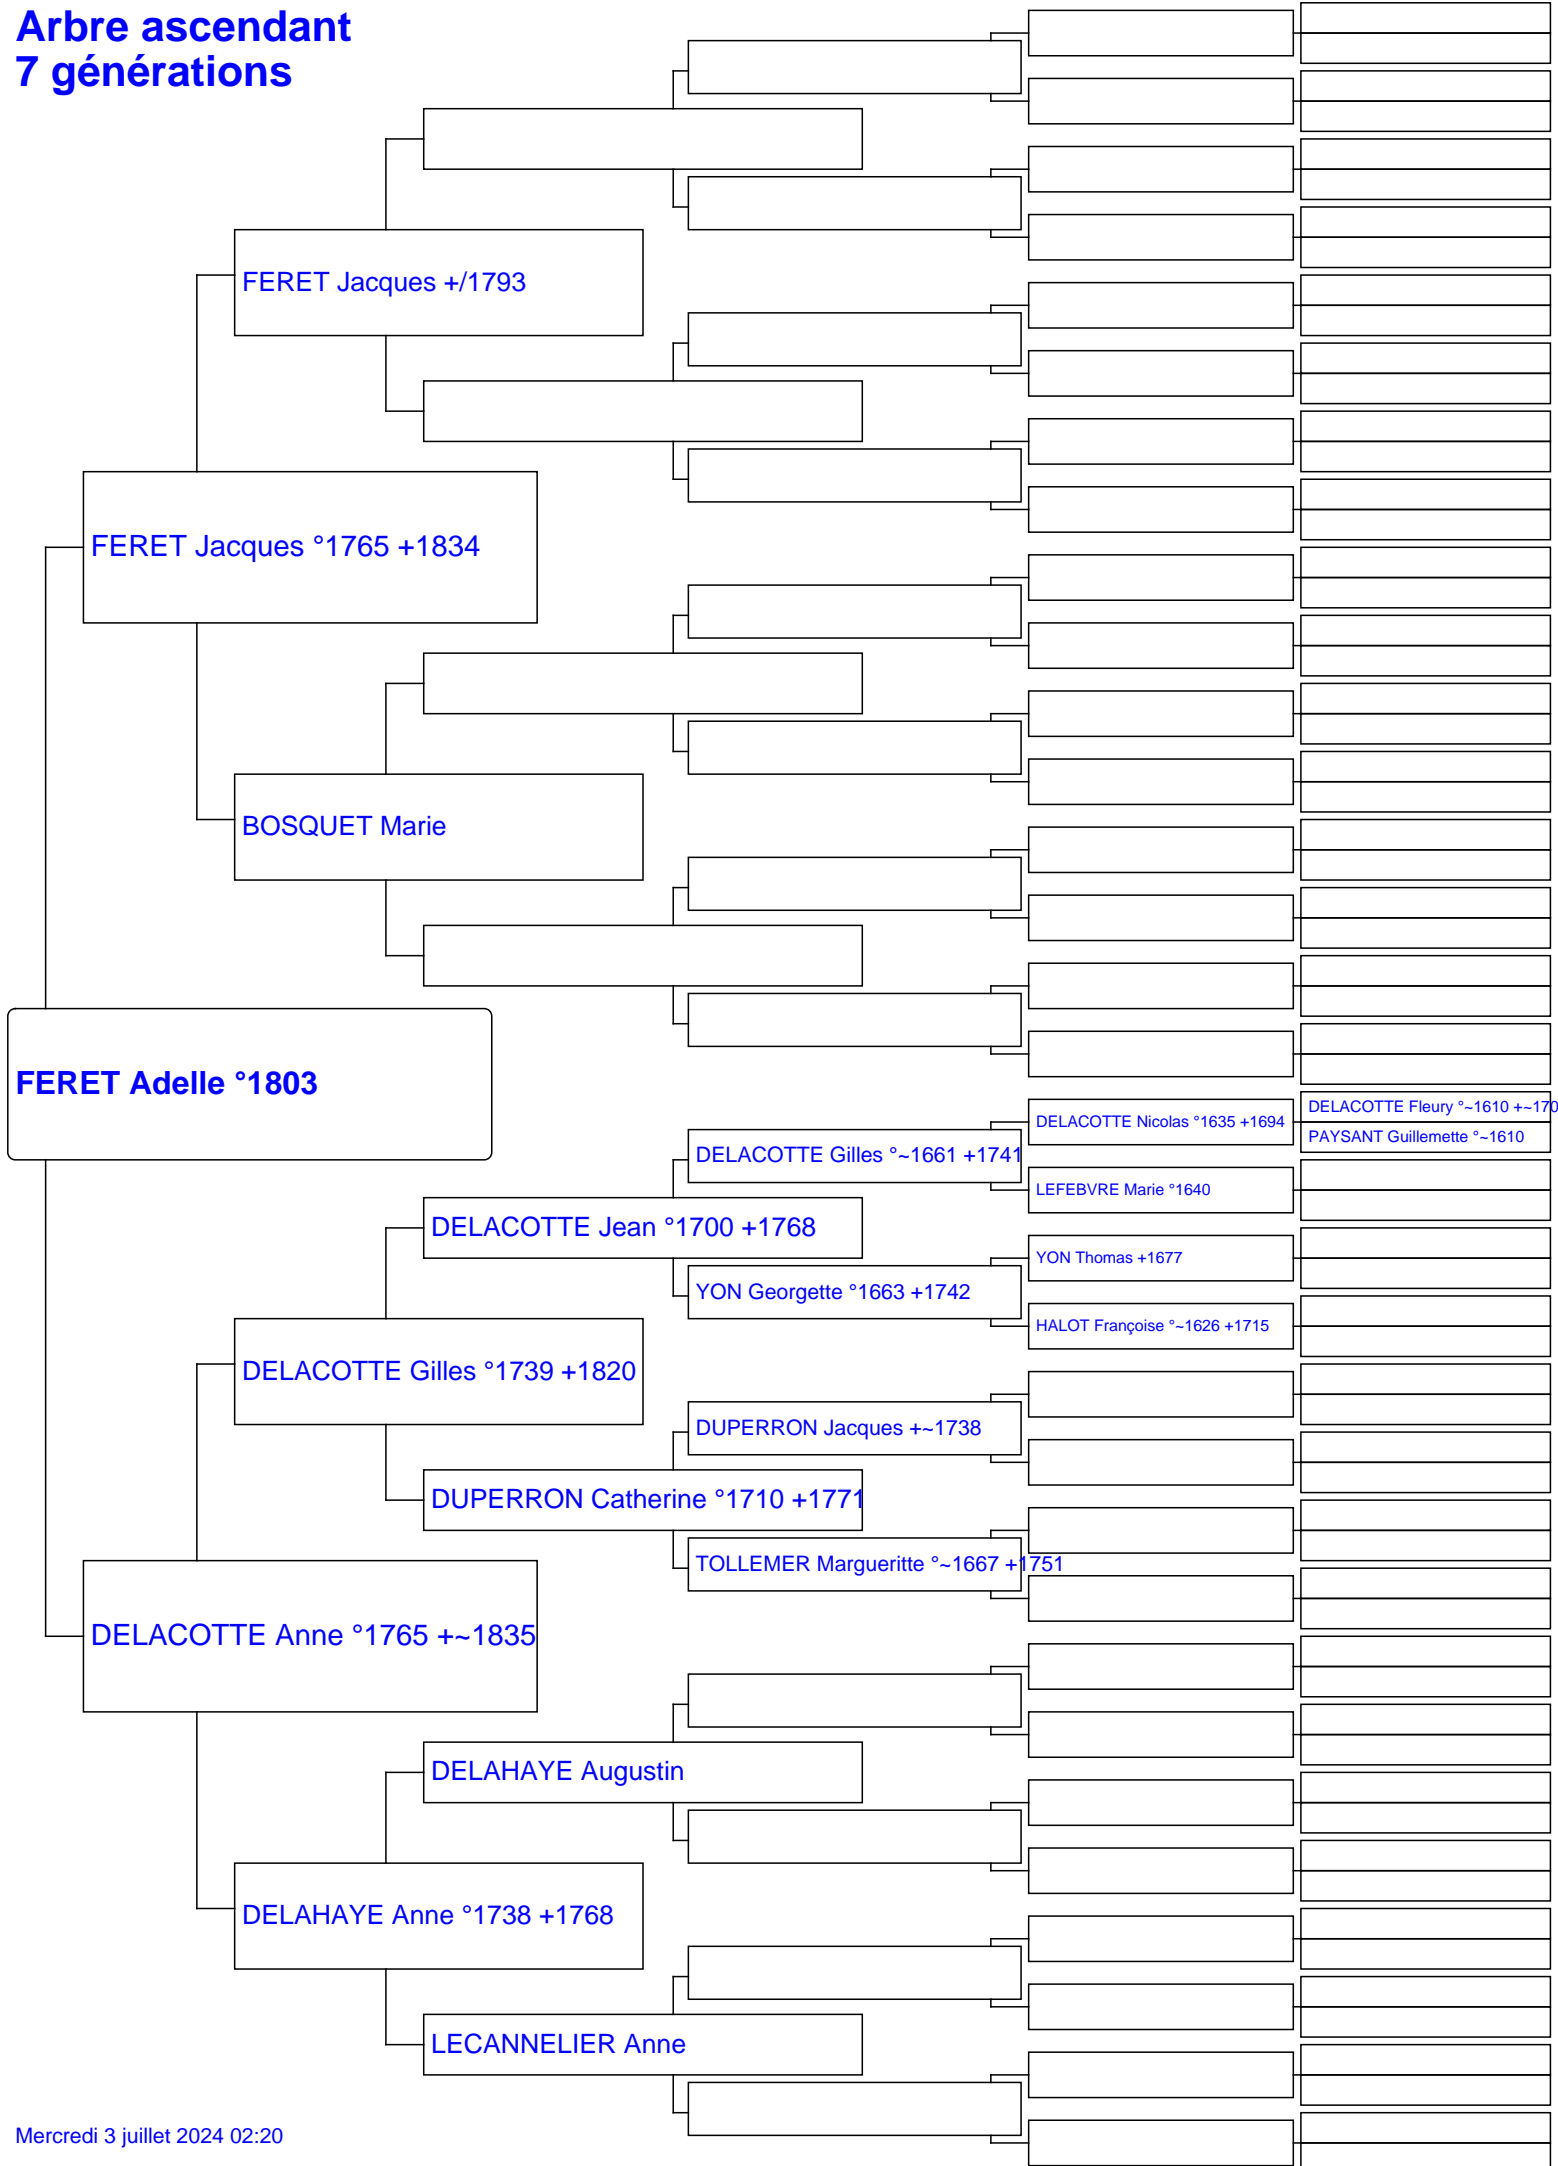 Arbre ascendant
7 générations
FERET Jacques +/1793
FERET Jacques °1765 +1834
BOSQUET Marie
FERET Adelle °1803
DELACOTTE Fleury °~1610 +~170
DELACOTTE Nicolas °1635 +1694
PAYSANT Guillemette °~1610
DELACOTTE Gilles °~1661 +1741
LEFEBVRE Marie °1640
DELACOTTE Jean °1700 +1768
YON Thomas +1677
YON Georgette °1663 +1742
HALOT Françoise °~1626 +1715
DELACOTTE Gilles °1739 +1820
DUPERRON Jacques +~1738
DUPERRON Catherine °1710 +1771
TOLLEMER Margueritte °~1667 +1751
DELACOTTE Anne °1765 +~1835
DELAHAYE Augustin
DELAHAYE Anne °1738 +1768
LECANNELIER Anne
Mercredi 3 juillet 2024 02:20